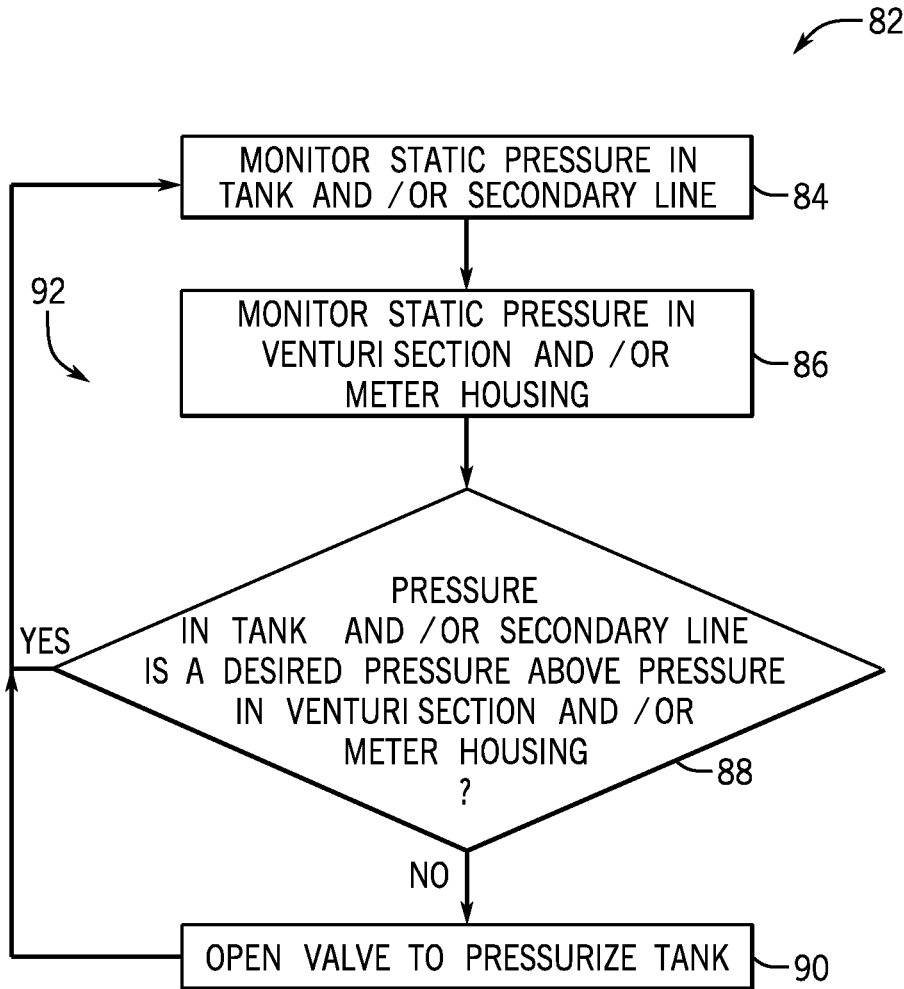 82
MONITOR STATIC PRESSURE IN
TANK AND /OR SECONDARY LINE
84
92
MONITOR STATIC PRESSURE IN
VENTURI SECTION AND /OR
METER HOUSING
86
PRESSURE
IN TANK AND /OR SECONDARY LINE
IS A DESIRED PRESSURE ABOVE PRESSURE
IN VENTURI SECTION AND /OR
METER HOUSING
?
YES
88
NO
OPEN VALVE TO PRESSURIZE TANK
90